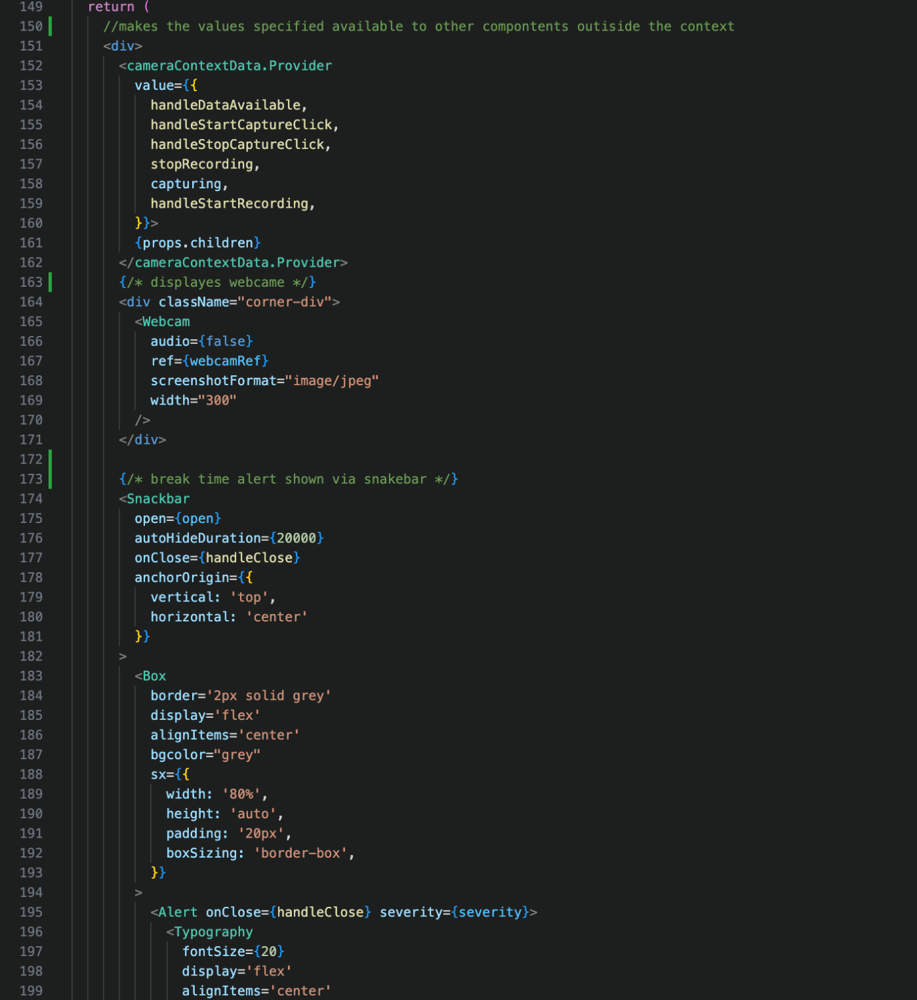 149 return (
150 //makes the values specified available to other compontents outiside the context
151 <div>
152 <cameraContextData.Provider
153 value={{
154 handleDataAvailable,
155 handleStartCaptureClick,
156 handleStopCaptureClick,
157 stopRecording,
158 capturing,
159 handleStartRecording,
160 }}>
161 {props.children}
162 </cameraContextData.Provider>
163 {/* displayes webcame */}
164 <div className="corner-div">
165 <Webcam
166 audio={false}
167 ref={webcamRef}
168 screenshotFormat="image/jpeg"
169 width="300"
170 />
171 </div>
172
173 {/* break time alert shown via snakebar */}
174 <Snackbar
175 open={open}
176 autoHideDuration={20000}
177 onClose={handleClose}
178 anchorOrigin={{
179 vertical: 'top',
180 horizontal: 'center'
181 }}
182 >
183 <Box
184 border='2px solid grey'
185 display='flex'
186 alignItems='center'
187 bgcolor="grey"
188 sx={{
189 width: '80%',
190 height: 'auto',
191 padding: '20px',
192 boxSizing: 'border-box',
193 }}
194 >
195 <Alert onClose={handleClose} severity={severity}>
196 <Typography
197 fontSize={20}
198 display='flex'
199 alignItems='center'